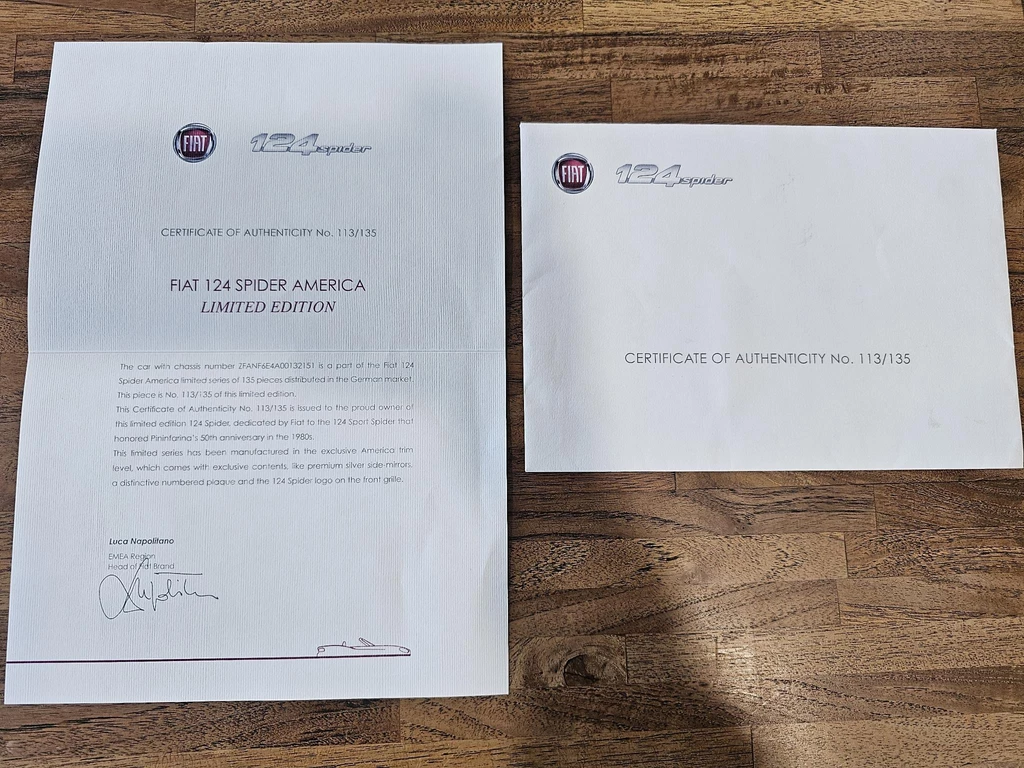 FIAT
124 spider
CERTIFICATE OF AUTHENTICITY No. 113/135
FIAT 124 SPIDER AMERICA
LIMITED EDITION
The car with chassis number ZFANF6E4A00132151 is a part of the Fiat 124
Spider America limited series of 135 pieces distributed in the German market.
This piece is No. 113/135 of this limited edition.
This Certificate of Authenticity No. 113/135 is issued to the proud owner of
this limited edition 124 Spider, dedicated by Fiat to the 124 Sport Spider that
honored Pininfarina's 50th anniversary in the 1980s.
This limited series has been manufactured in the exclusive America trim
level, which comes with exclusive contents, like premium silver side-mirrors,
a distinctive numbered plaque and the 124 Spider logo on the front grille.
Luca Napolitano
EMEA Region
Head of Fiat Brand
FIAT
124 spider
CERTIFICATE OF AUTHENTICITY No. 113/135